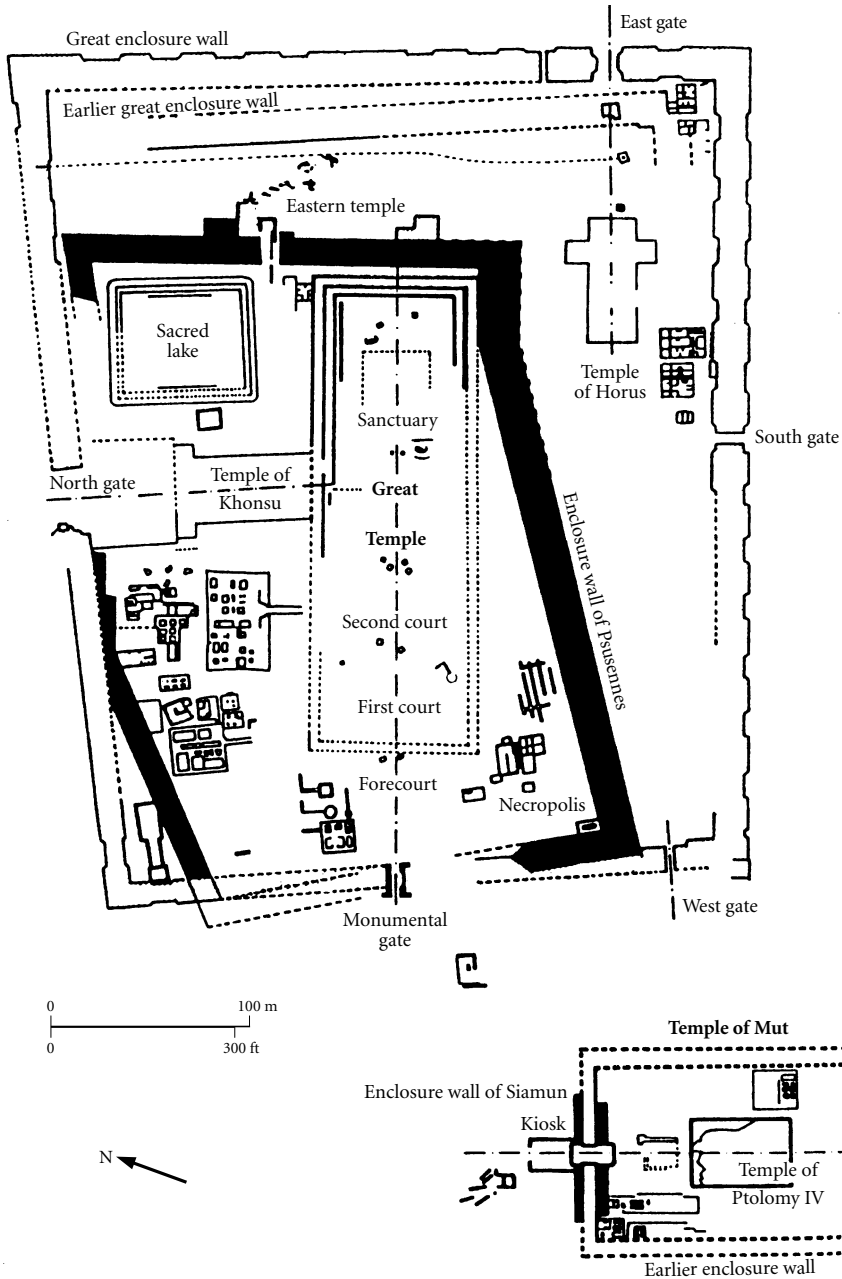 East gate
Great enclosure wall
Earlier great enclosure wall
Eastern temple
Sacred
lake
Temple
of Horus
Sanctuary
South gate
North gate
Temple of
Khonsu
Great
Temple
Enclosure wall of Psusennes
Second court
First court
Forecourt
Necropolis
Monumental
gate
West gate
0 100 m
0 300 ft
Temple of Mut
Enclosure wall of Siamun
Kiosk
N
Temple of
Ptolomy IV
Earlier enclosure wall